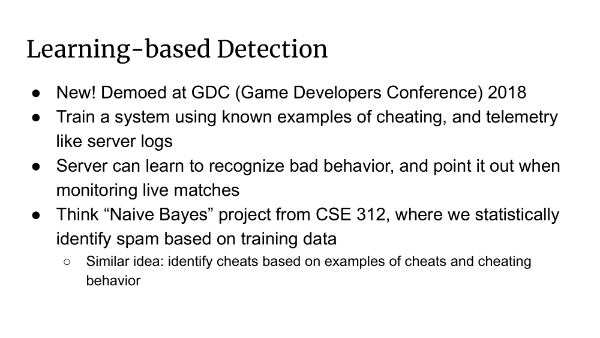 Learning-based Detection
● New! Demoed at GDC (Game Developers Conference) 2018
● Train a system using known examples of cheating, and telemetry
like server logs
● Server can learn to recognize bad behavior, and point it out when
monitoring live matches
● Think “Naive Bayes” project from CSE 312, where we statistically
identify spam based on training data
○ Similar idea: identify cheats based on examples of cheats and cheating
behavior